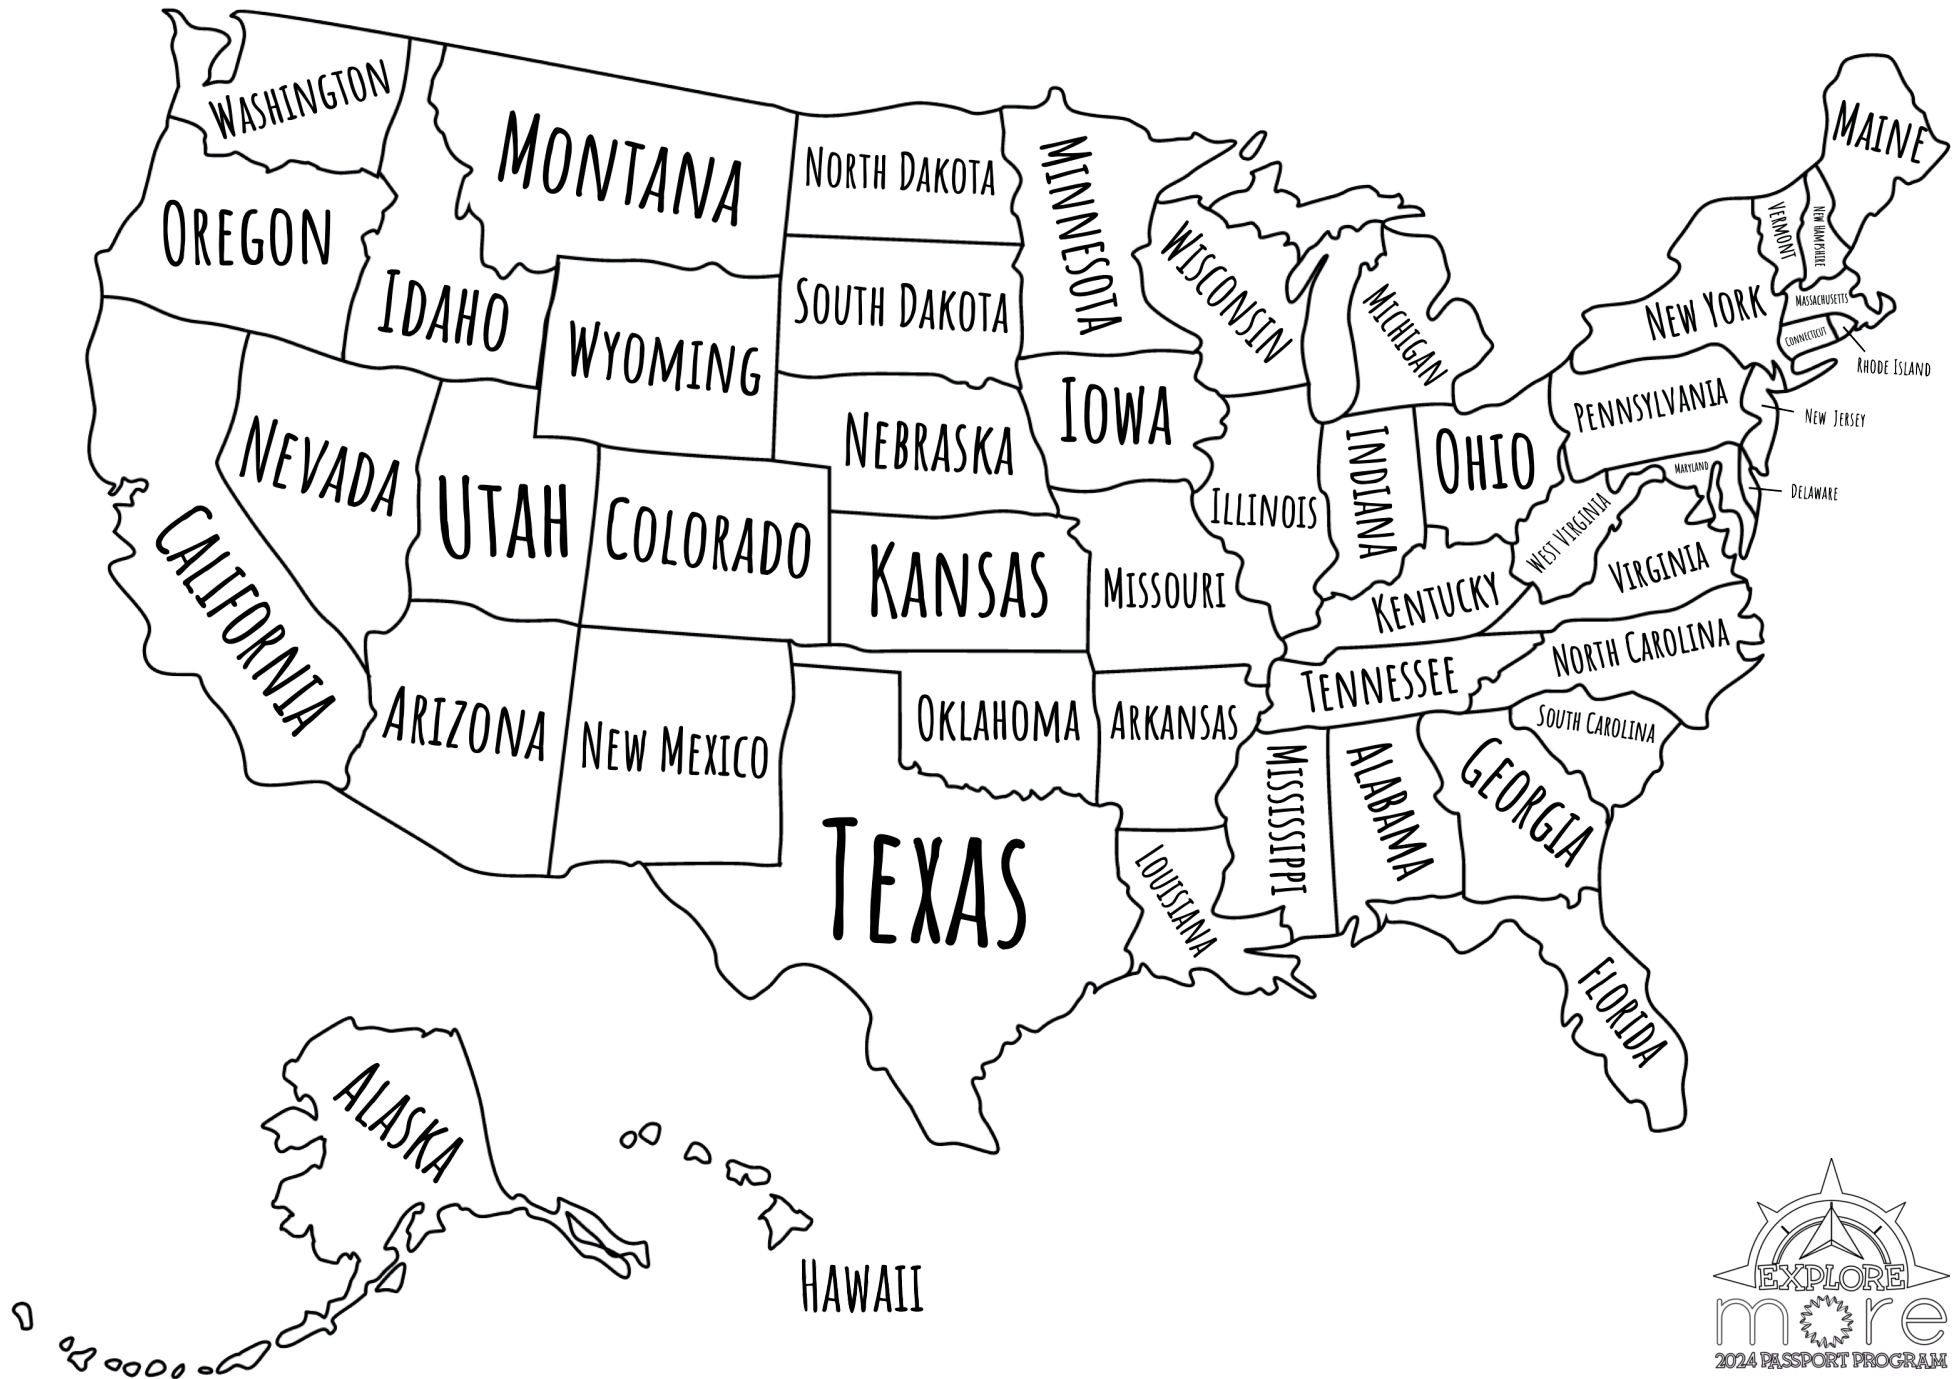 WASHINGTON
MONTANA
NORTH DAKOTA
MINNESOTA
MAINE
OREGON
IDAHO
WYOMING
SOUTH DAKOTA
WISCONSIN
MICHIGAN
VERMONT
NEW HAMPSHIRE
NEW YORK
MASSACHUSETTS
CONNECTICUT
RHODE ISLAND
NEVADA
UTAH
COLORADO
NEBRASKA
IOWA
ILLINOIS
INDIANA
OHIO
PENNSYLVANIA
NEW JERSEY
MARYLAND
DELAWARE
CALIFORNIA
KANSAS
MISSOURI
KENTUCKY
WEST VIRGINIA
VIRGINIA
ARIZONA
NEW MEXICO
OKLAHOMA
ARKANSAS
TENNESSEE
NORTH CAROLINA
SOUTH CAROLINA
TEXAS
LOUISIANA
MISSISSIPPI
ALABAMA
GEORGIA
FLORIDA
ALASKA
HAWAII
EXPLORE
more
2024 PASSPORT PROGRAM